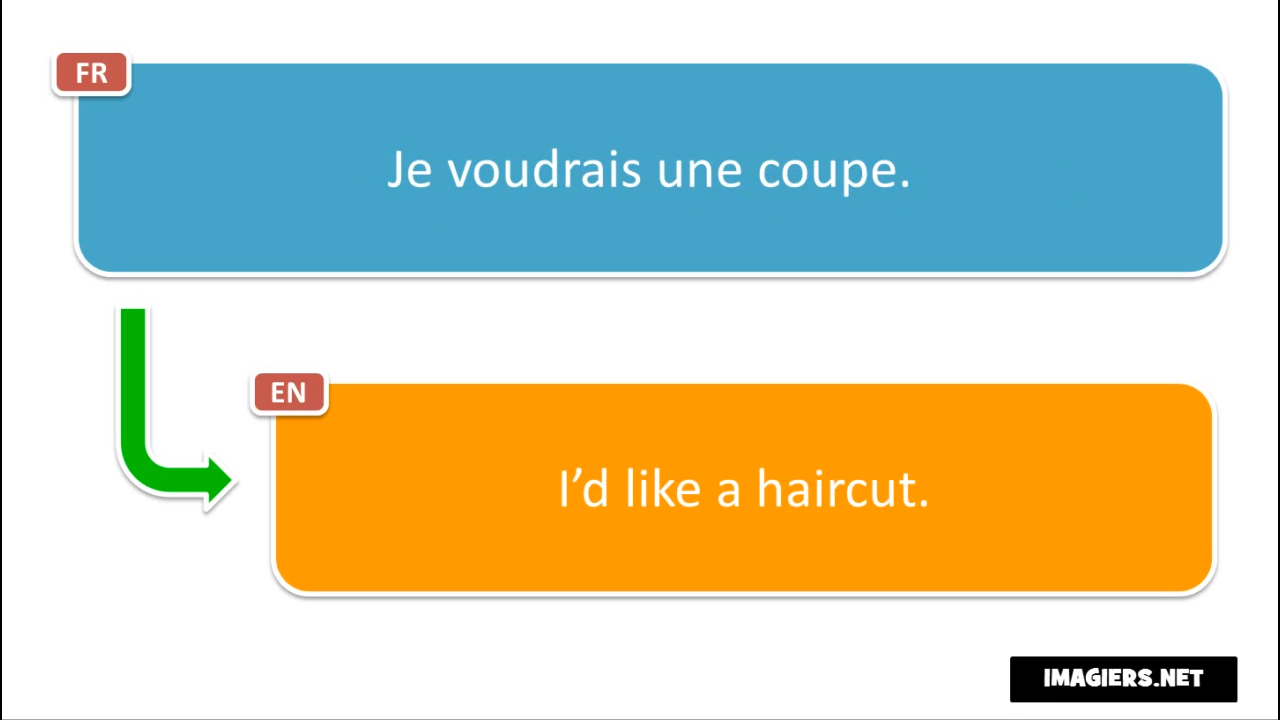 FR
Je voudrais une coupe.
EN
I’d like a haircut.
IMAGIERS.NET